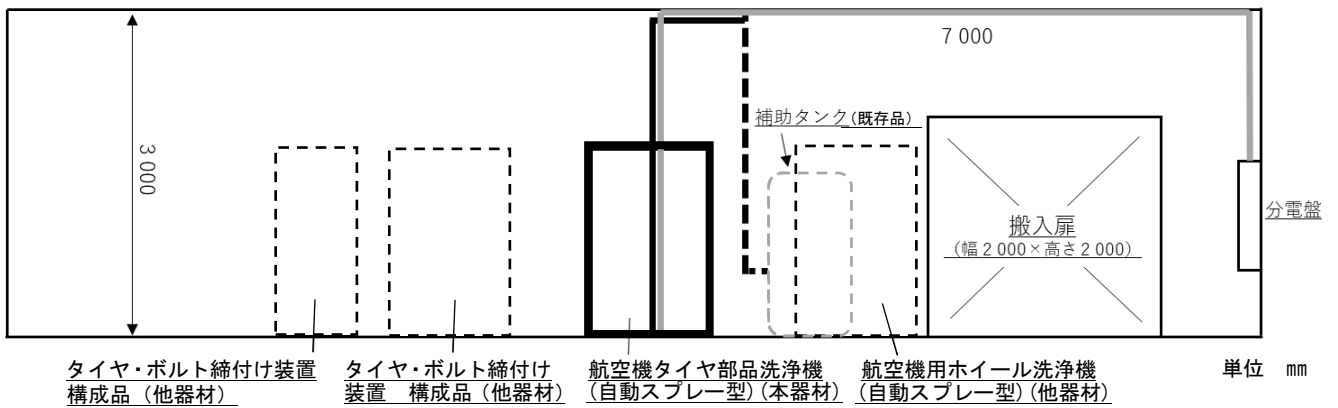 7 000
補助タンク(既存品)
3 000
搬入扉
(幅2 000×高さ2 000)
分電盤
タイヤ・ボルト締付け装置
構成品(他器材)
タイヤ・ボルト締付け
装置 構成品(他器材)
航空機タイヤ部品洗浄機
(自動スプレー型)(本器材)
航空機用ホイール洗浄機
(自動スプレー型)(他器材)
単位 mm